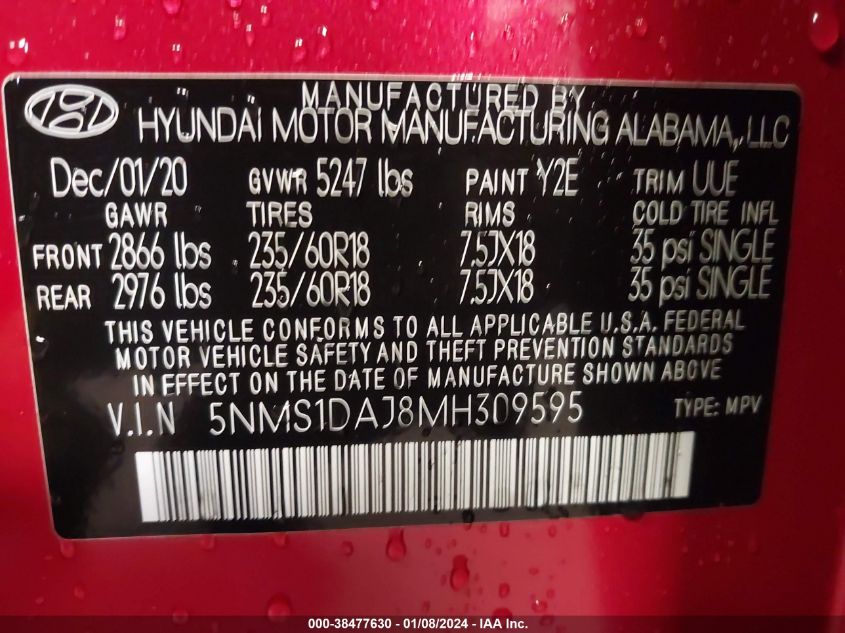 MANUFACTURED BY
HYUNDAI MOTOR MANUFACTURING ALABAMA, LLC
Dec/01/20 GVWR 5247 lbs PAINT Y2E TRIM UUE
GAWR TIRES RIMS COLD TIRE INFL
FRONT 2866 lbs 235/60R18 7.5JX18 35 psi SINGLE
REAR 2976 lbs 235/60R18 7.5JX18 35 psi SINGLE
THIS VEHICLE CONFORMS TO ALL APPLICABLE U.S.A. FEDERAL
MOTOR VEHICLE SAFETY AND THEFT PREVENTION STANDARDS
IN EFFECT ON THE DATE OF MANUFACTURE SHOWN ABOVE
V.I.N 5NMS1DAJ8MH309595 TYPE: MPV
000-38477630 - 01/08/2024 - IAA Inc.